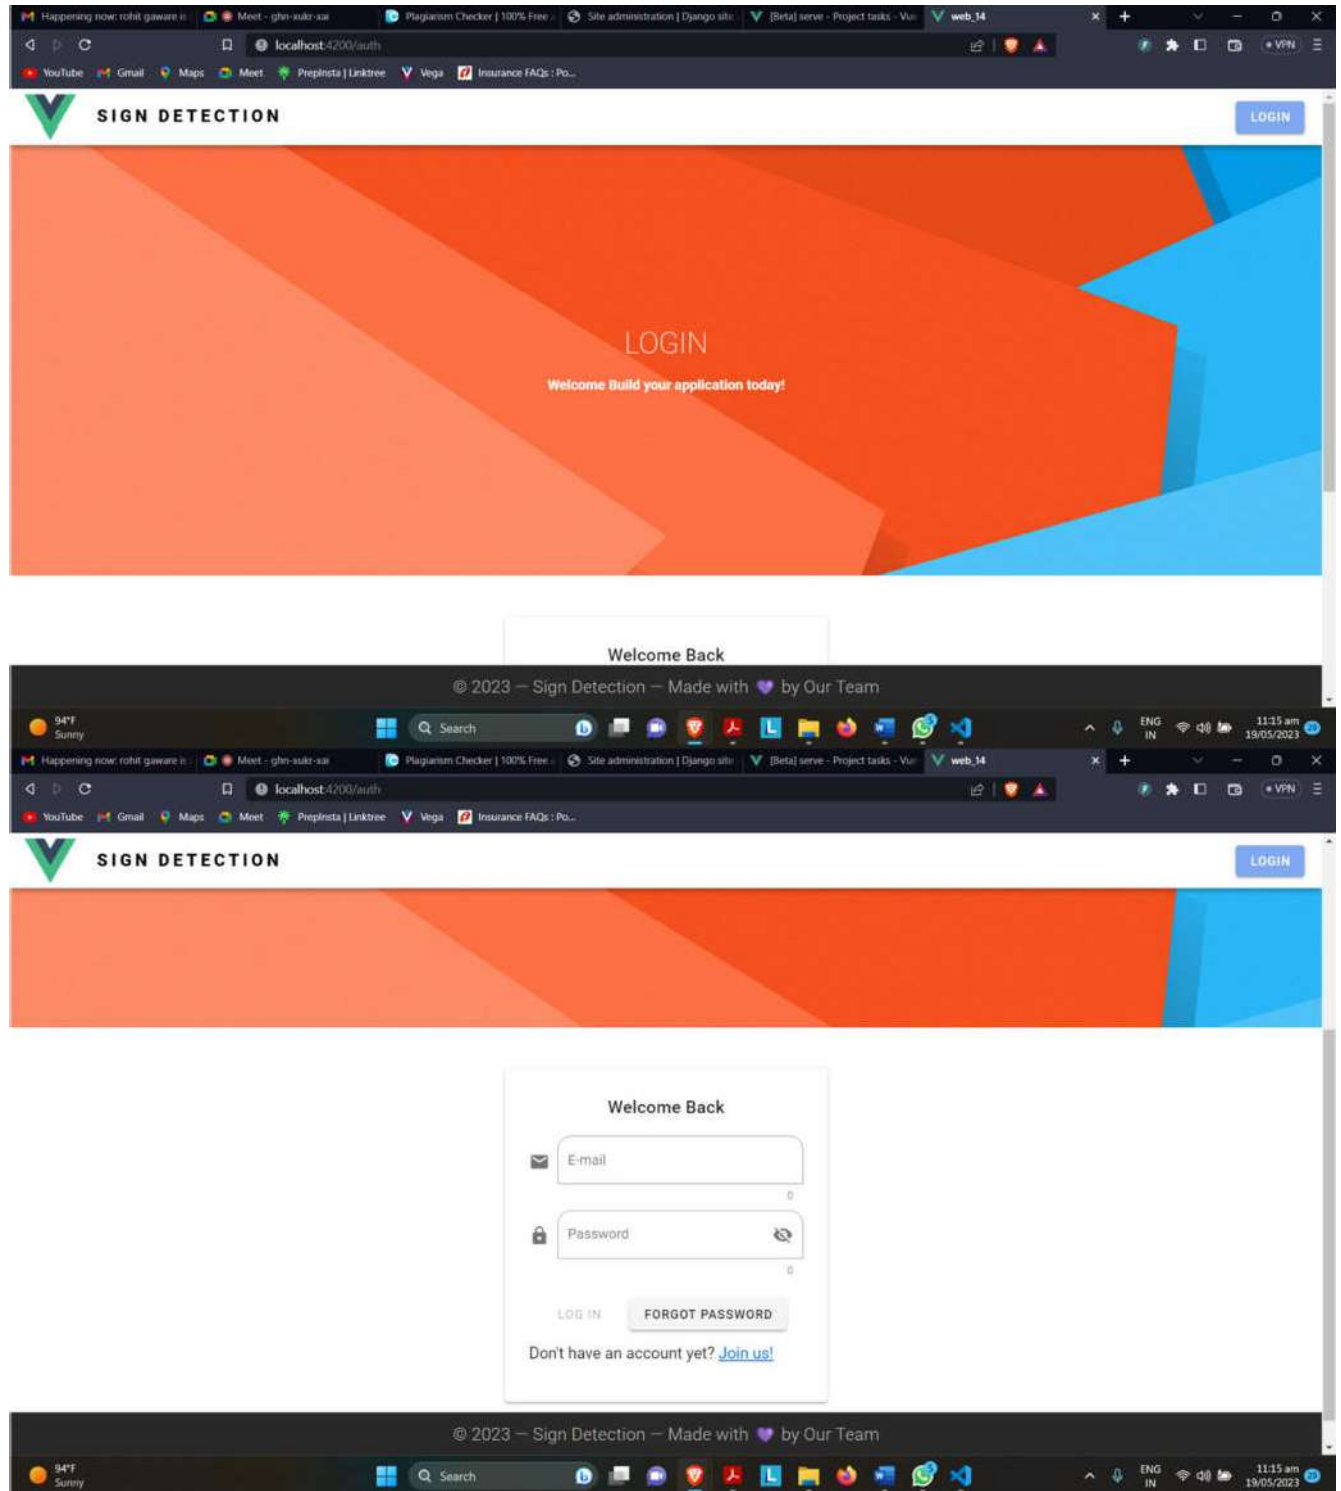 Happening now: rohit gaware is Meet - ghn-xukr-xai Plagiarism Checker | 100% Free Site administration | Django site [Beta] serve - Project tasks - Vue web_14
localhost:4200/auth VPN
YouTube Gmail Maps Meet PrepInsta | Linktree Vega Insurance FAQs : Po...
SIGN DETECTION LOGIN
LOGIN
Welcome Build your application today!
Welcome Back
© 2023 — Sign Detection — Made with 💜 by Our Team
94°F Search ENG 11:15 am
Sunny IN 19/05/2023
Happening now: rohit gaware is Meet - ghn-xukr-xai Plagiarism Checker | 100% Free Site administration | Django site [Beta] serve - Project tasks - Vue web_14
localhost:4200/auth VPN
YouTube Gmail Maps Meet PrepInsta | Linktree Vega Insurance FAQs : Po...
SIGN DETECTION LOGIN
Welcome Back
E-mail
0
Password
0
LOG IN FORGOT PASSWORD
Don't have an account yet? Join us!
© 2023 — Sign Detection — Made with 💜 by Our Team
94°F Search ENG 11:15 am
Sunny IN 19/05/2023